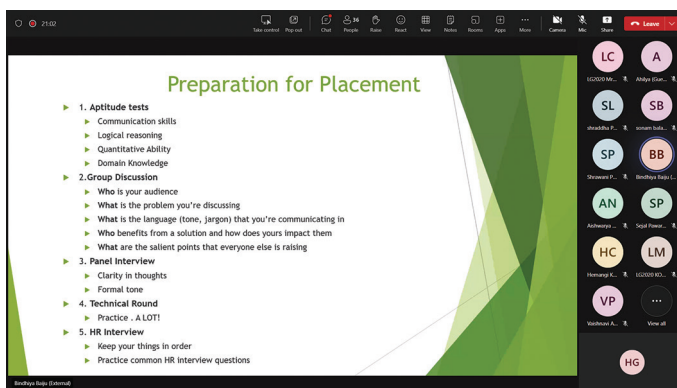 21:02
Take control Pop out Chat 36 People Raise React View Notes Rooms Apps More Camera Mic Share Leave
Preparation for Placement
1. Aptitude tests
Communication skills
Logical reasoning
Quantitative Ability
Domain Knowledge
2.Group Discussion
Who is your audience
What is the problem you're discussing
What is the language (tone, jargon) that you're communicating in
Who benefits from a solution and how does yours impact them
What are the salient points that everyone else is raising
3. Panel Interview
Clarity in thoughts
Formal tone
4. Technical Round
Practice . A LOT!
5. HR Interview
Keep your things in order
Practice common HR interview questions
Bindhiya Baiju (External)
LC A
LG2020 Mr... Ahilya (Gue...
SL SB
shraddha P... sonam bala...
SP BB
Shrawani P... Bindhiya Baiju (...
AN SP
Aishwarya ... Sejal Pawar...
HC LM
Hemangi K... LG2020 KO...
VP ...
Vaishnavi A... View all
HG